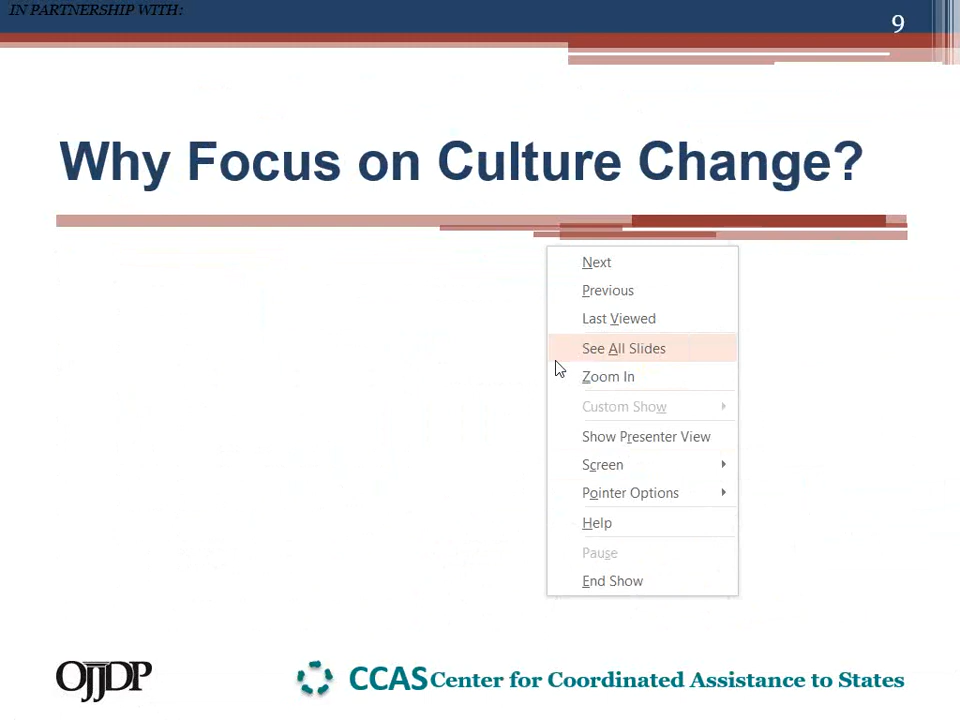 IN PARTNERSHIP WITH:
9
Why Focus on Culture Change?
Next
Previous
Last Viewed
See All Slides
Zoom In
Custom Show
Show Presenter View
Screen
Pointer Options
Help
Pause
End Show
OJJDP
CCAS Center for Coordinated Assistance to States